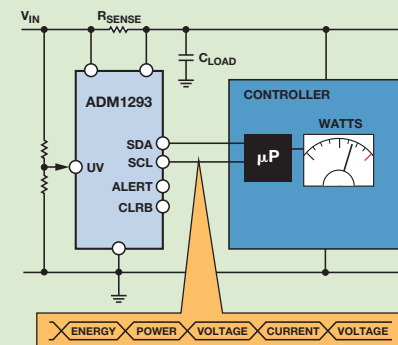 VIN RSENSE
CLOAD
ADM1293
CONTROLLER
WATTS
SDA
SCL
µP
UV
ALERT
CLRB
ENERGY POWER VOLTAGE CURRENT VOLTAGE